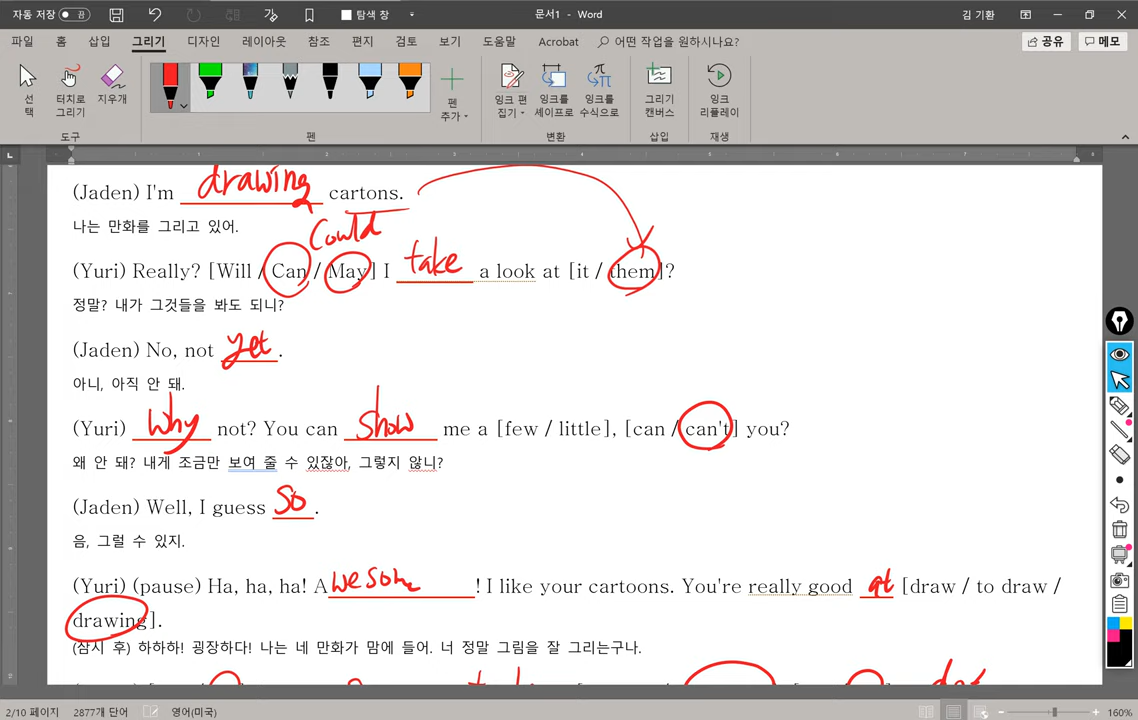 자동 저장 끔 탐색 창 문서1 - Word 김 기환
파일 홈 삽입 그리기 디자인 레이아웃 참조 편지 검토 보기 도움말 Acrobat 어떤 작업을 원하시나요? 공유 메모
선택 터치로 그리기 지우개 펜 추가 잉크 편집기 잉크를 셰이프로 잉크를 수식으로 그리기 캔버스 잉크 리플레이
도구 펜 변환 삽입 재생
(Jaden) I'm drawing cartons.
나는 만화를 그리고 있어.
Could
(Yuri) Really? [Will / Can / May] I take a look at [it / them]?
정말? 내가 그것들을 봐도 되니?
(Jaden) No, not yet.
아니, 아직 안 돼.
(Yuri) Why not? You can show me a [few / little], [can / can't] you?
왜 안 돼? 내게 조금만 보여 줄 수 있잖아, 그렇지 않니?
(Jaden) Well, I guess so.
음, 그럴 수 있지.
(Yuri) (pause) Ha, ha, ha! Awesome! I like your cartoons. You're really good at [draw / to draw /
drawing].
(잠시 후) 하하하! 굉장하다! 나는 네 만화가 맘에 들어. 너 정말 그림을 잘 그리는구나.
2/10 페이지 2877개 단어 영어(미국) 160%